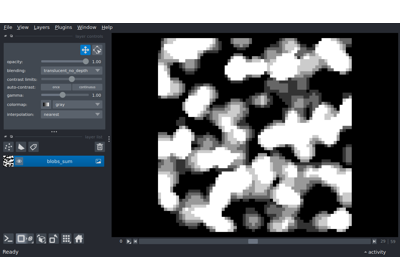 File View Layers Plugins Window Help
opacity: 1.00
blending: translucent_no_depth
contrast limits:
auto-contrast: once continuous
gamma: 1.00
colormap: gray
interpolation: nearest
blobs_sum
Ready
activity